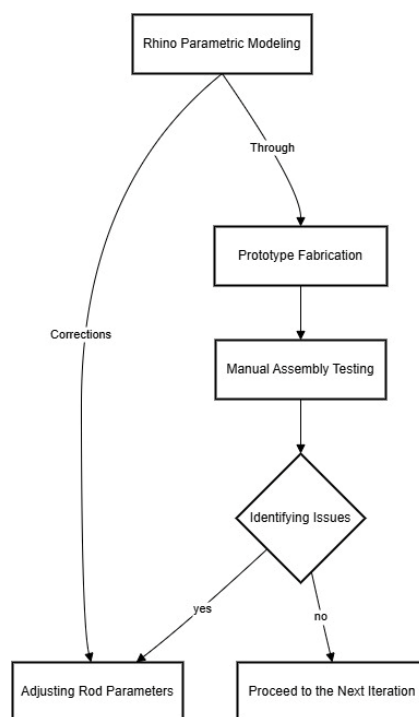 Rhino Parametric Modeling
Through
Prototype Fabrication
Corrections
Manual Assembly Testing
Identifying Issues
yes
no
Adjusting Rod Parameters
Proceed to the Next Iteration